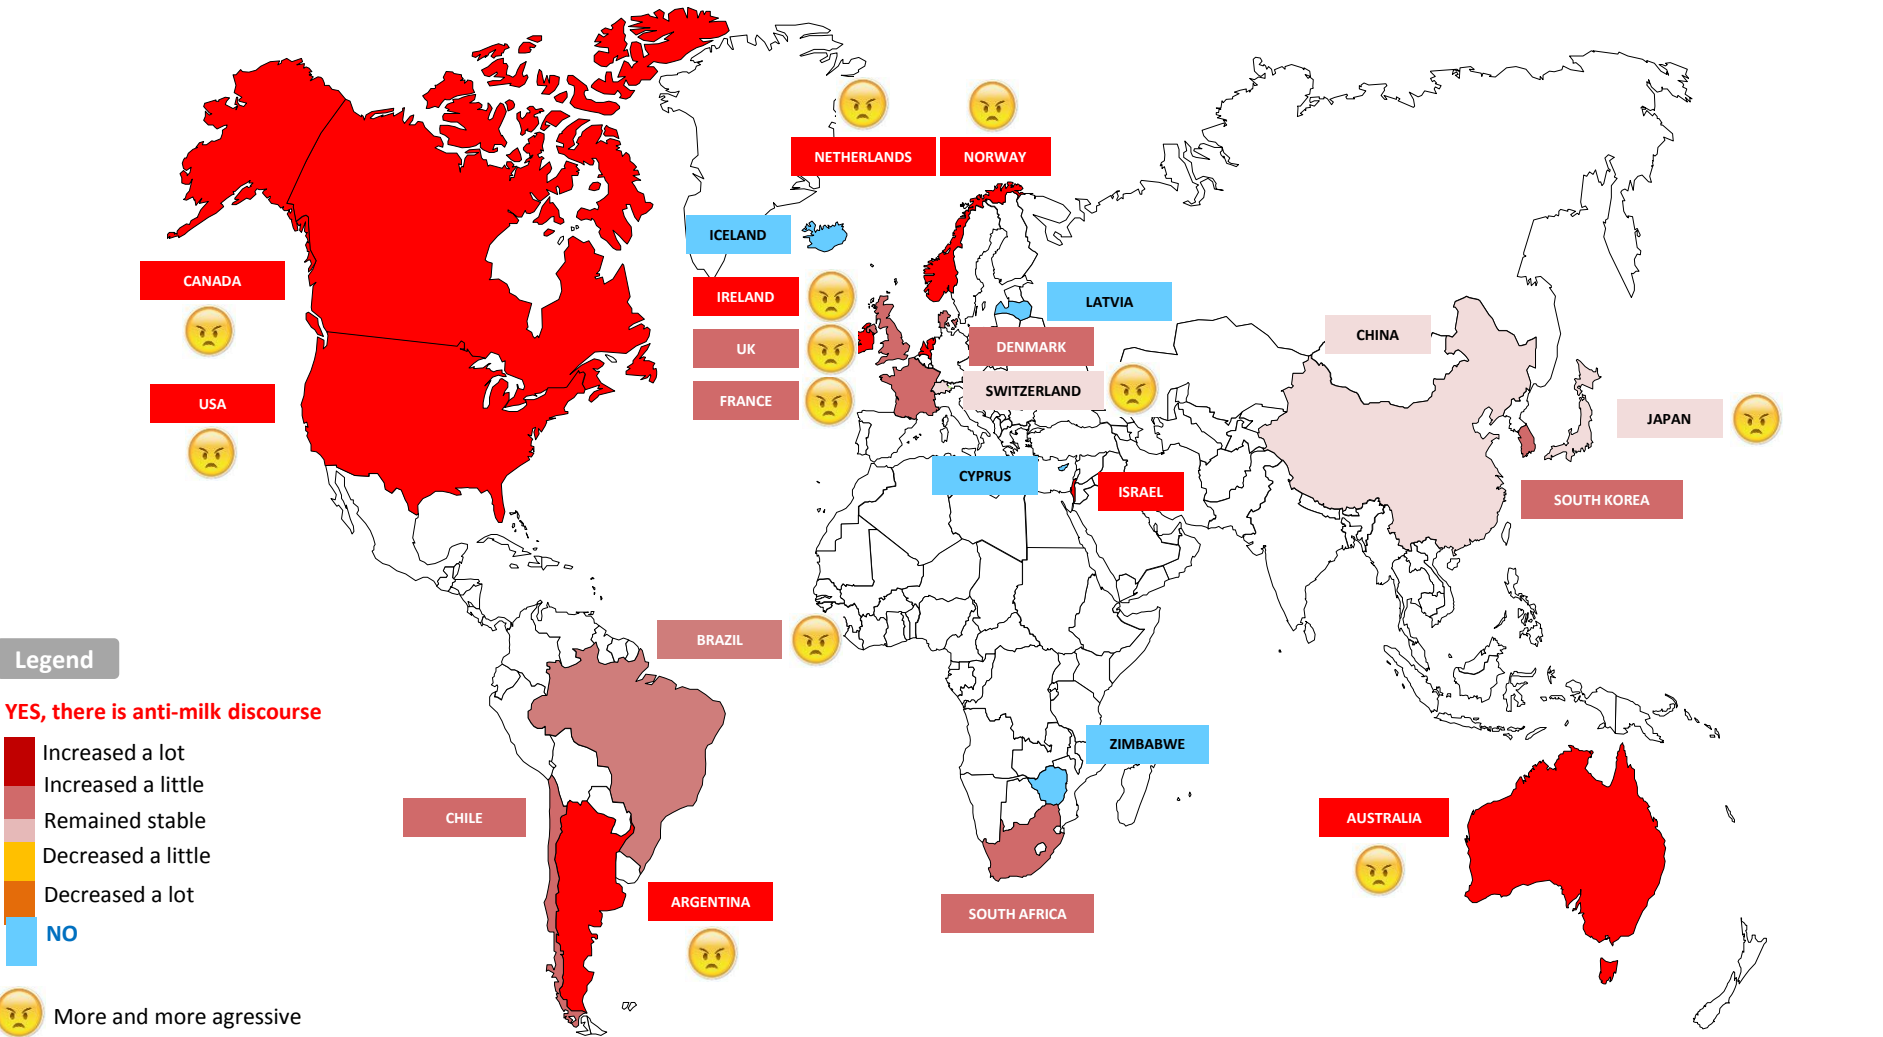 NETHERLANDS
NORWAY
ICELAND
CANADA
IRELAND
LATVIA
UK
DENMARK
CHINA
USA
FRANCE
SWITZERLAND
JAPAN
CYPRUS
ISRAEL
SOUTH KOREA
BRAZIL
Legend
YES, there is anti-milk discourse
Increased a lot
Increased a little
Remained stable
Decreased a little
Decreased a lot
NO
More and more agressive
ZIMBABWE
CHILE
AUSTRALIA
ARGENTINA
SOUTH AFRICA